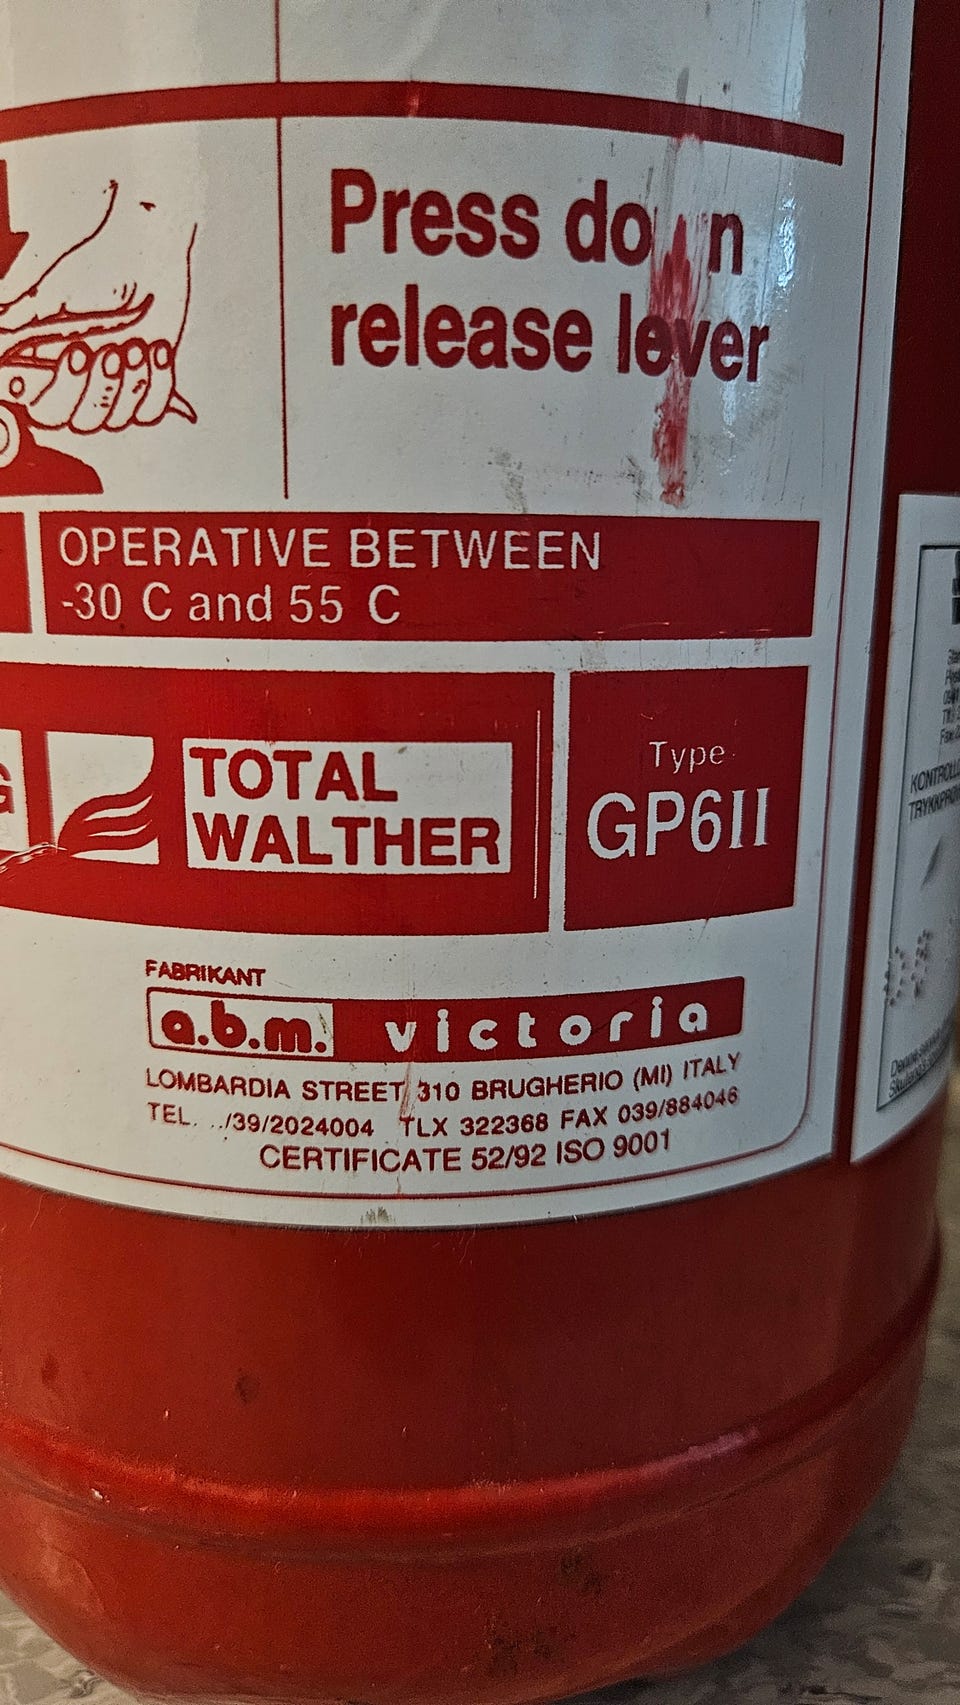 Press down
release lever
OPERATIVE BETWEEN
-30 C and 55 C
G
TOTAL
WALTHER
Type
GP6II
FABRIKANT
a.b.m. victoria
LOMBARDIA STREET 310 BRUGHERIO (MI) ITALY
TEL. ../39/2024004 TLX 322368 FAX 039/884046
CERTIFICATE 52/92 ISO 9001